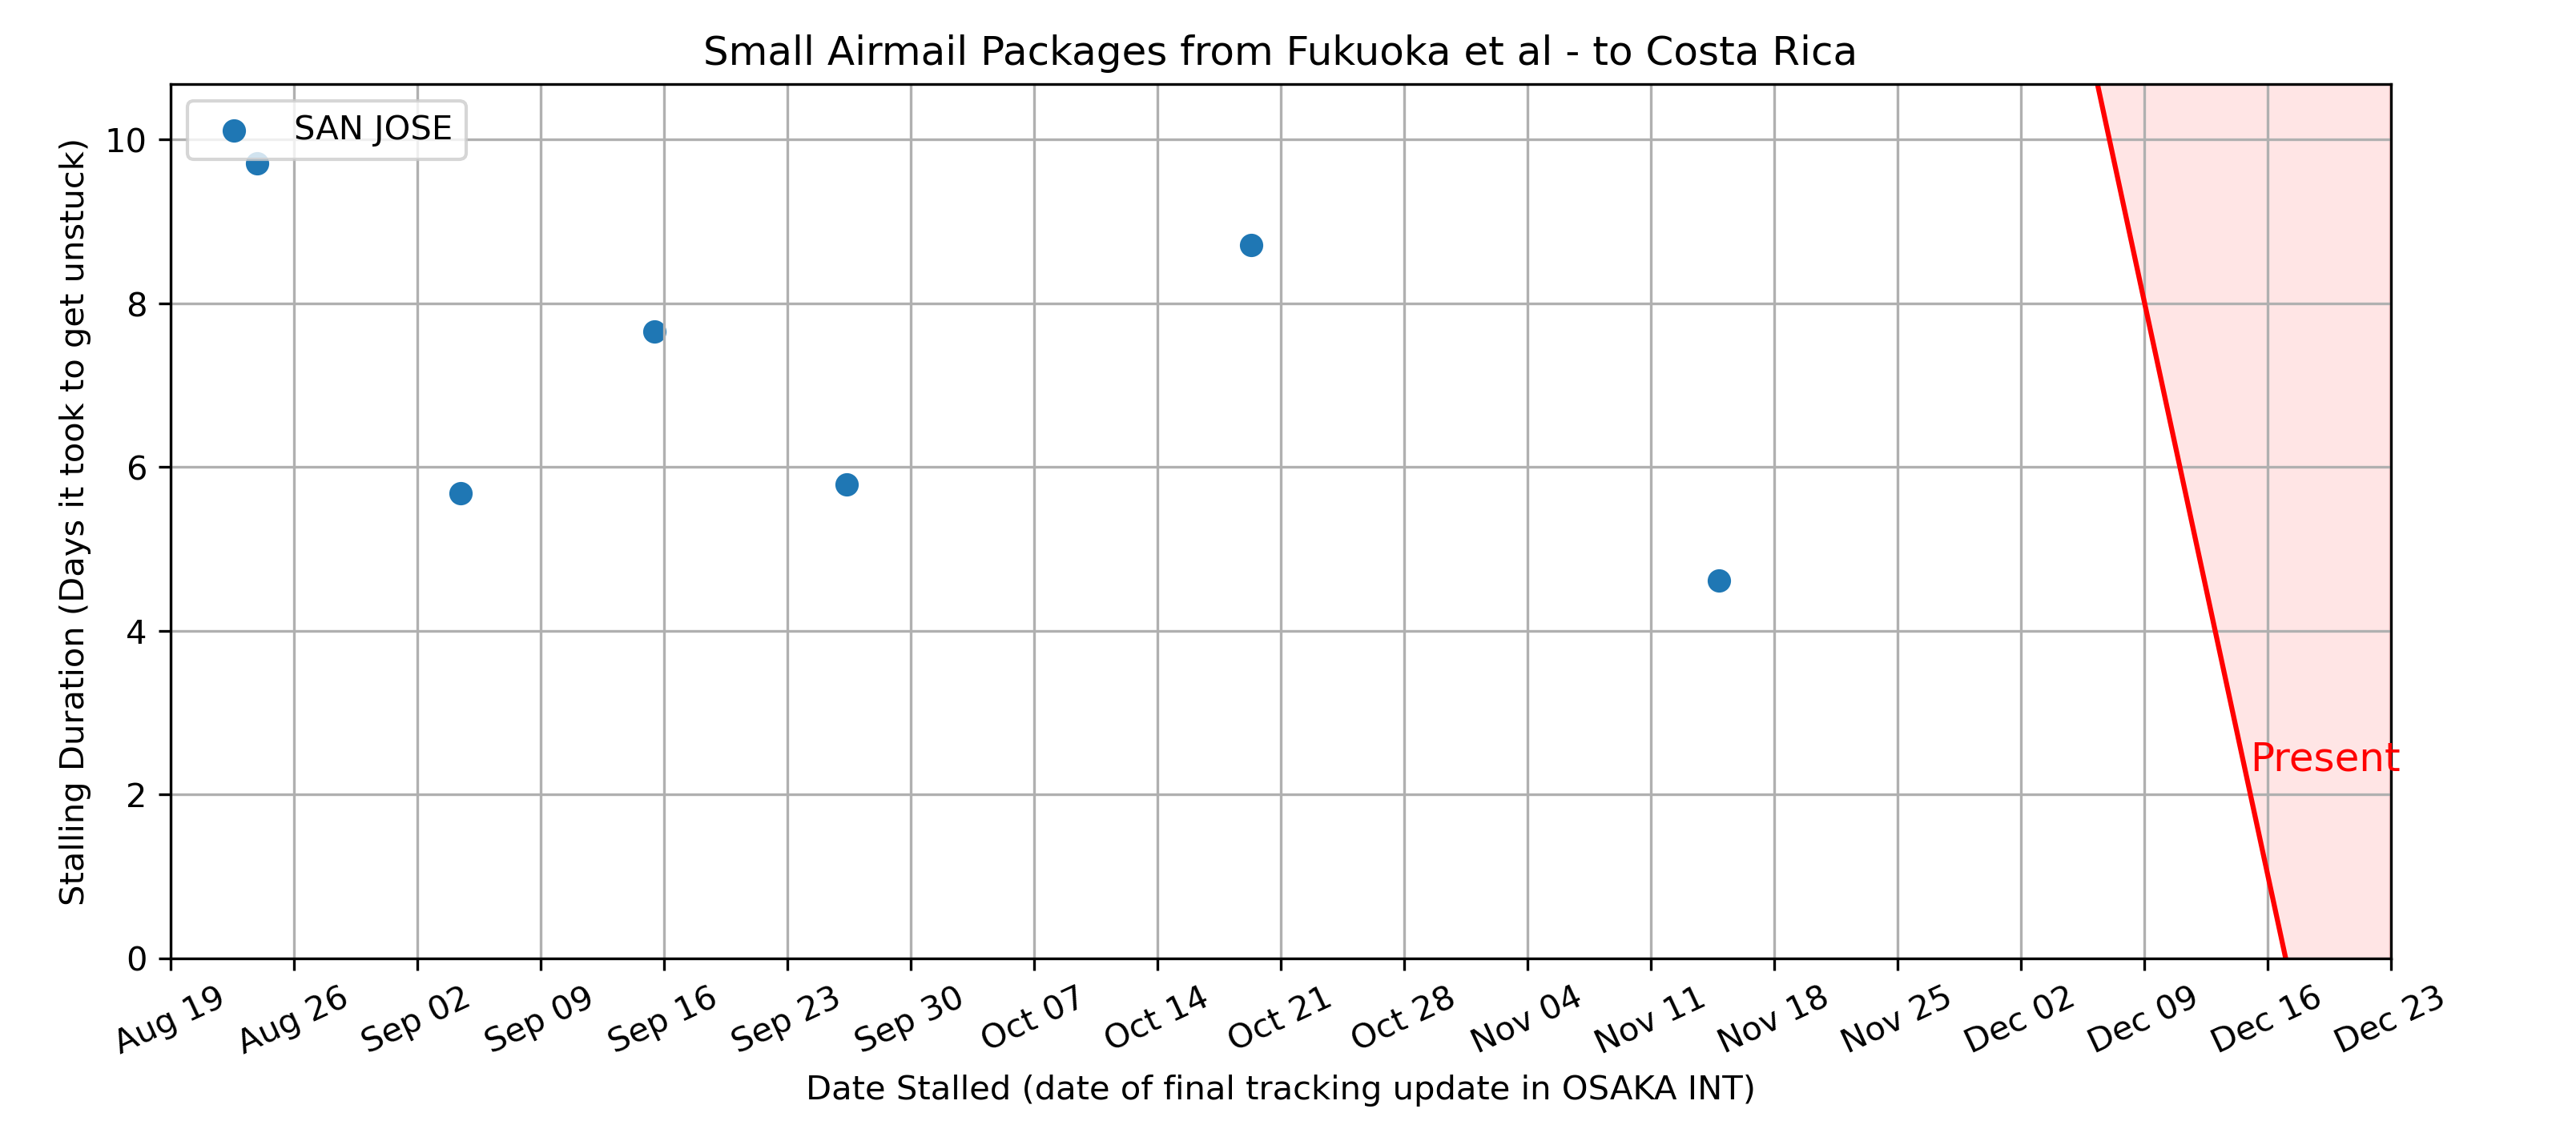 Small Airmail Packages from Fukuoka et al - to Costa Rica
SAN JOSE
Stalling Duration (Days it took to get unstuck)
10
8
6
4
2
0
Present
Aug 19
Aug 26
Sep 02
Sep 09
Sep 16
Sep 23
Sep 30
Oct 07
Oct 14
Oct 21
Oct 28
Nov 04
Nov 11
Nov 18
Nov 25
Dec 02
Dec 09
Dec 16
Dec 23
Date Stalled (date of final tracking update in OSAKA INT)